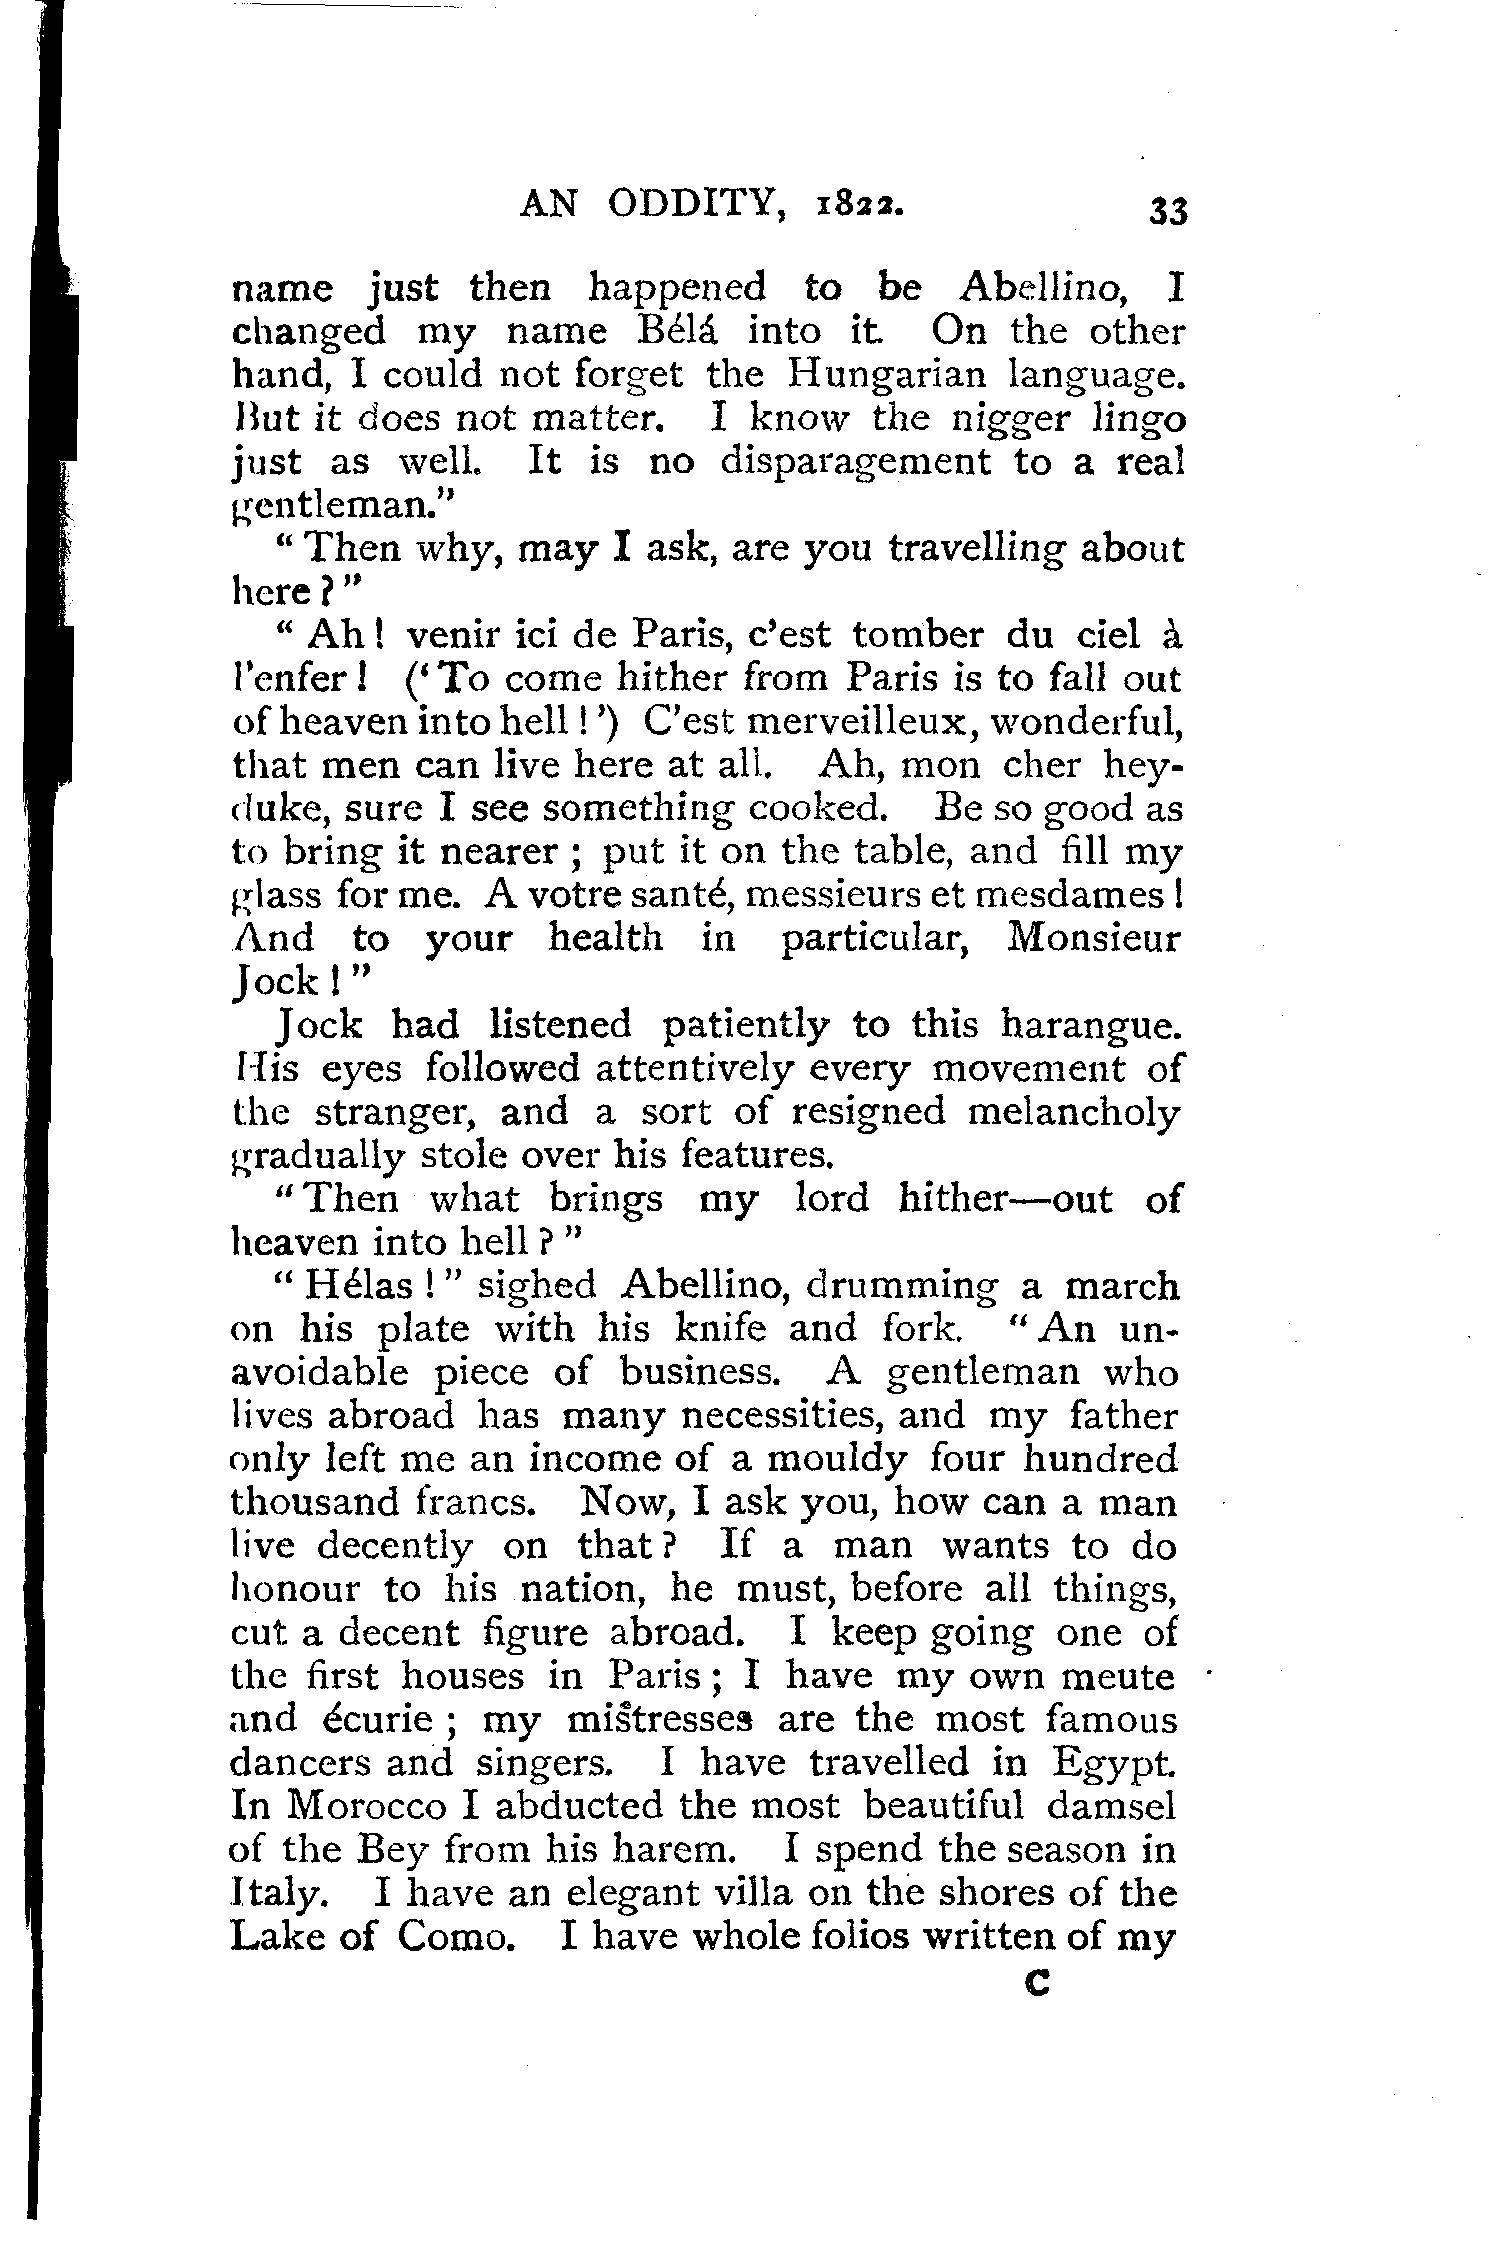 AN ODDITY, 1822. 33
name just then happened to be Abellino, I
changed my name Bélá into it. On the other
hand, I could not forget the Hungarian language.
But it does not matter. I know the nigger lingo
just as well. It is no disparagement to a real
gentleman."
"Then why, may I ask, are you travelling about
here?"
"Ah! venir ici de Paris, c'est tomber du ciel à
l'enfer! ('To come hither from Paris is to fall out
of heaven into hell!') C'est merveilleux, wonderful,
that men can live here at all. Ah, mon cher hey-
duke, sure I see something cooked. Be so good as
to bring it nearer; put it on the table, and fill my
glass for me. A votre santé, messieurs et mesdames!
And to your health in particular, Monsieur
Jock!"
Jock had listened patiently to this harangue.
His eyes followed attentively every movement of
the stranger, and a sort of resigned melancholy
gradually stole over his features.
"Then what brings my lord hither—out of
heaven into hell?"
"Hélas!" sighed Abellino, drumming a march
on his plate with his knife and fork. "An un-
avoidable piece of business. A gentleman who
lives abroad has many necessities, and my father
only left me an income of a mouldy four hundred
thousand francs. Now, I ask you, how can a man
live decently on that? If a man wants to do
honour to his nation, he must, before all things,
cut a decent figure abroad. I keep going one of
the first houses in Paris; I have my own meute
and écurie; my mistresses are the most famous
dancers and singers. I have travelled in Egypt.
In Morocco I abducted the most beautiful damsel
of the Bey from his harem. I spend the season in
Italy. I have an elegant villa on the shores of the
Lake of Como. I have whole folios written of my
C